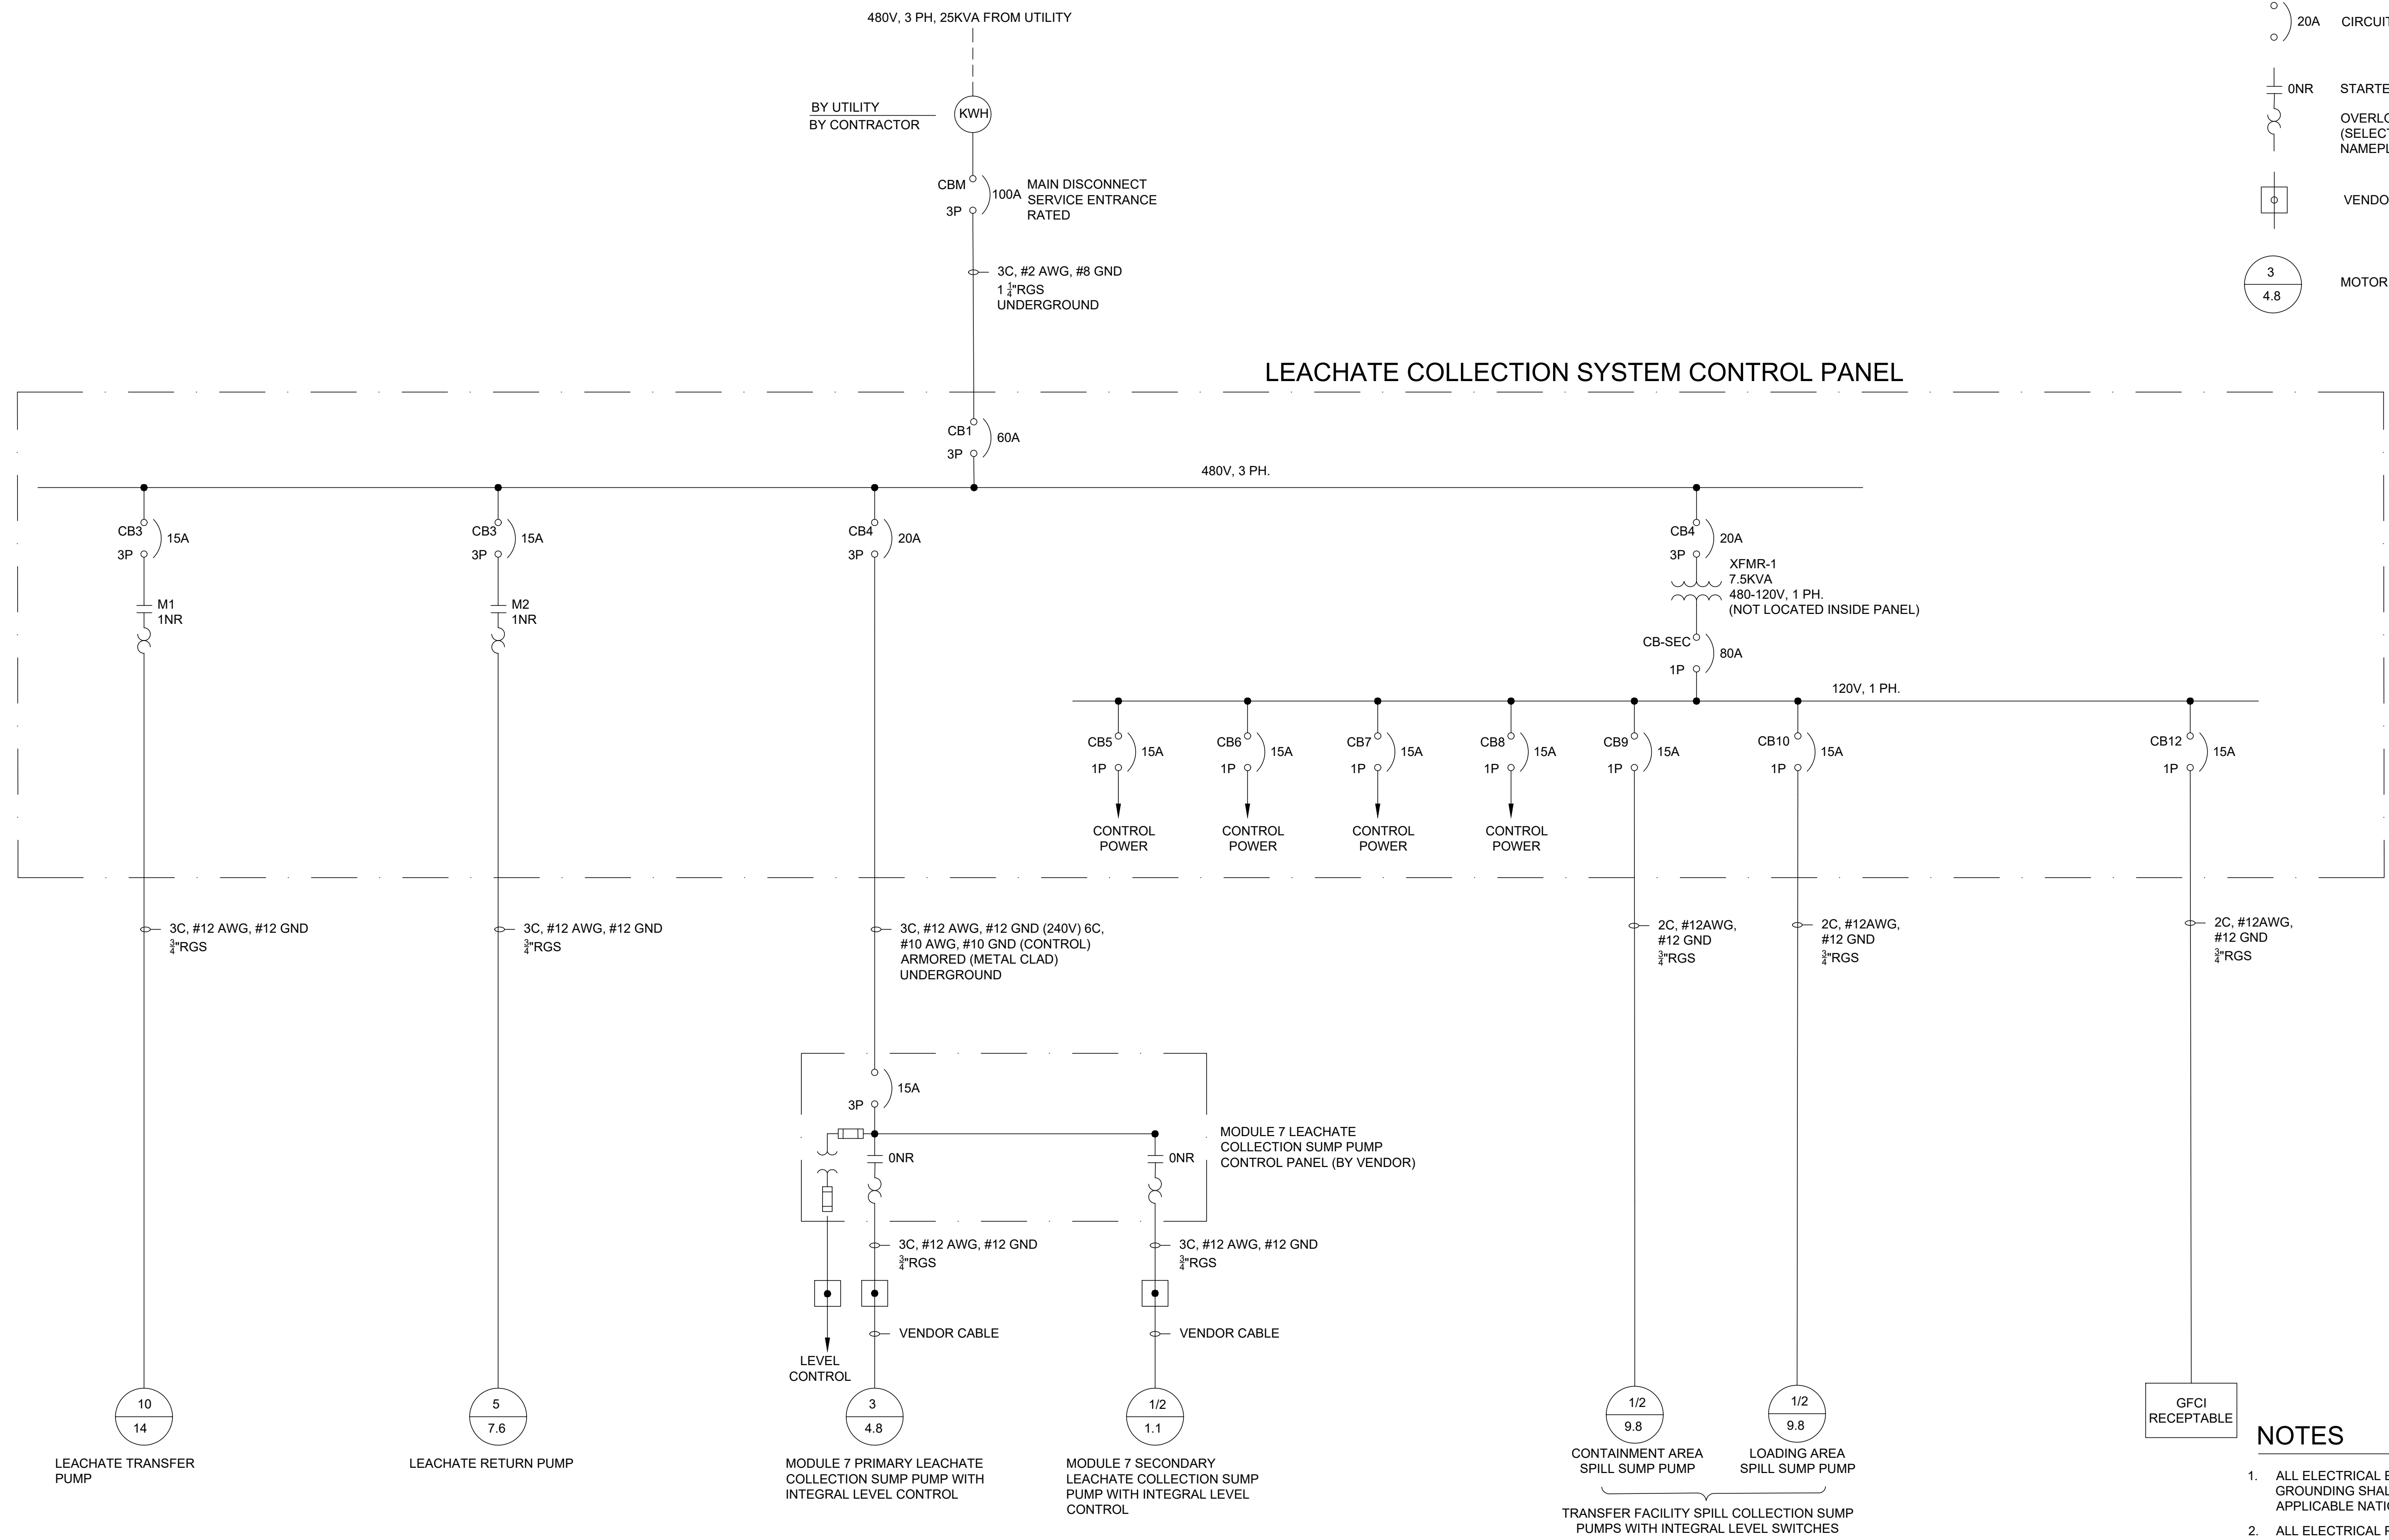 480V, 3 PH, 25KVA FROM UTILITY
BY UTILITY
BY CONTRACTOR
KWH
CBM
3P
100A
MAIN DISCONNECT
SERVICE ENTRANCE
RATED
3C, #2 AWG, #8 GND
1 1/4"RGS
UNDERGROUND
20A
CIRCUIT
0NR
STARTE
OVERLO
(SELECT
NAMEPL
VENDO
3
4.8
MOTOR
LEACHATE COLLECTION SYSTEM CONTROL PANEL
CB1
3P
60A
480V, 3 PH.
CB3
3P
15A
M1
1NR
CB3
3P
15A
M2
1NR
CB4
3P
20A
CB4
3P
20A
XFMR-1
7.5KVA
480-120V, 1 PH.
(NOT LOCATED INSIDE PANEL)
CB-SEC
1P
80A
120V, 1 PH.
CB5
1P
15A
CONTROL
POWER
CB6
1P
15A
CONTROL
POWER
CB7
1P
15A
CONTROL
POWER
CB8
1P
15A
CONTROL
POWER
CB9
1P
15A
CB10
1P
15A
CB12
1P
15A
3C, #12 AWG, #12 GND
3/4"RGS
3C, #12 AWG, #12 GND
3/4"RGS
3C, #12 AWG, #12 GND (240V) 6C,
#10 AWG, #10 GND (CONTROL)
ARMORED (METAL CLAD)
UNDERGROUND
2C, #12AWG,
#12 GND
3/4"RGS
2C, #12AWG,
#12 GND
3/4"RGS
2C, #12AWG,
#12 GND
3/4"RGS
15A
3P
0NR
0NR
MODULE 7 LEACHATE
COLLECTION SUMP PUMP
CONTROL PANEL (BY VENDOR)
3C, #12 AWG, #12 GND
3/4"RGS
3C, #12 AWG, #12 GND
3/4"RGS
VENDOR CABLE
VENDOR CABLE
LEVEL
CONTROL
10
14
LEACHATE TRANSFER
PUMP
5
7.6
LEACHATE RETURN PUMP
3
4.8
MODULE 7 PRIMARY LEACHATE
COLLECTION SUMP PUMP WITH
INTEGRAL LEVEL CONTROL
1/2
1.1
MODULE 7 SECONDARY
LEACHATE COLLECTION SUMP
PUMP WITH INTEGRAL LEVEL
CONTROL
1/2
9.8
CONTAINMENT AREA
SPILL SUMP PUMP
1/2
9.8
LOADING AREA
SPILL SUMP PUMP
TRANSFER FACILITY SPILL COLLECTION SUMP
PUMPS WITH INTEGRAL LEVEL SWITCHES
GFCI
RECEPTABLE
NOTES
1. ALL ELECTRICAL E
GROUNDING SHAL
APPLICABLE NATIO
2. ALL ELECTRICAL P